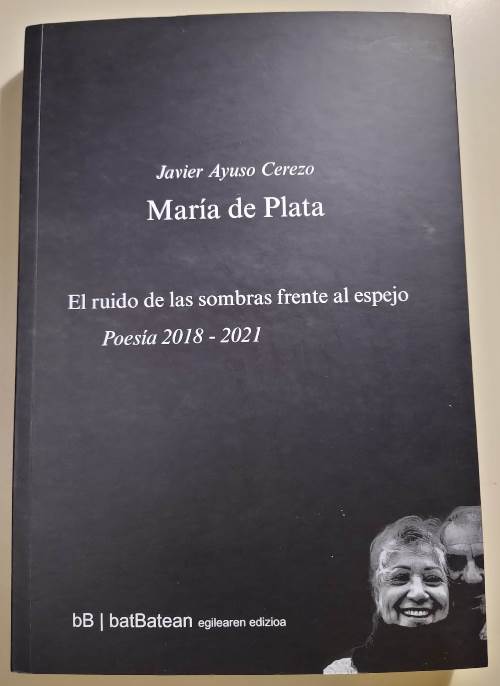 Javier Ayuso Cerezo
María de Plata
El ruido de las sombras frente al espejo
Poesía 2018 - 2021
bB | batBatean egilearen edizioa